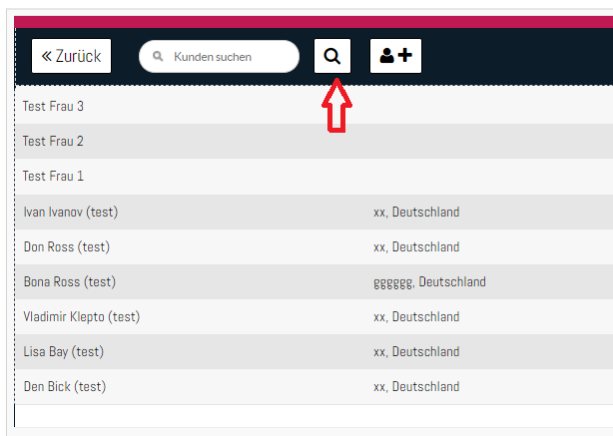 « Zurück Kunden suchen
Test Frau 3
Test Frau 2
Test Frau 1
Ivan Ivanov (test) xx, Deutschland
Don Ross (test) xx, Deutschland
Bona Ross (test) gggggg, Deutschland
Vladimir Klepto (test) xx, Deutschland
Lisa Bay (test) xx, Deutschland
Den Bick (test) xx, Deutschland